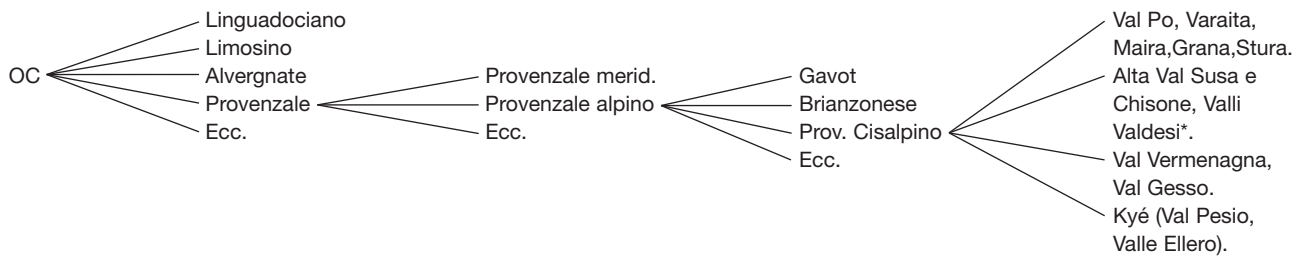 OC
Linguadociano
Limosino
Alvergnate
Provenzale
Ecc.
Provenzale merid.
Provenzale alpino
Ecc.
Gavot
Brianzonese
Prov. Cisalpino
Ecc.
Val Po, Varaita,
Maira,Grana,Stura.
Alta Val Susa e
Chisone, Valli
Valdesi*.
Val Vermenagna,
Val Gesso.
Kyé (Val Pesio,
Valle Ellero).